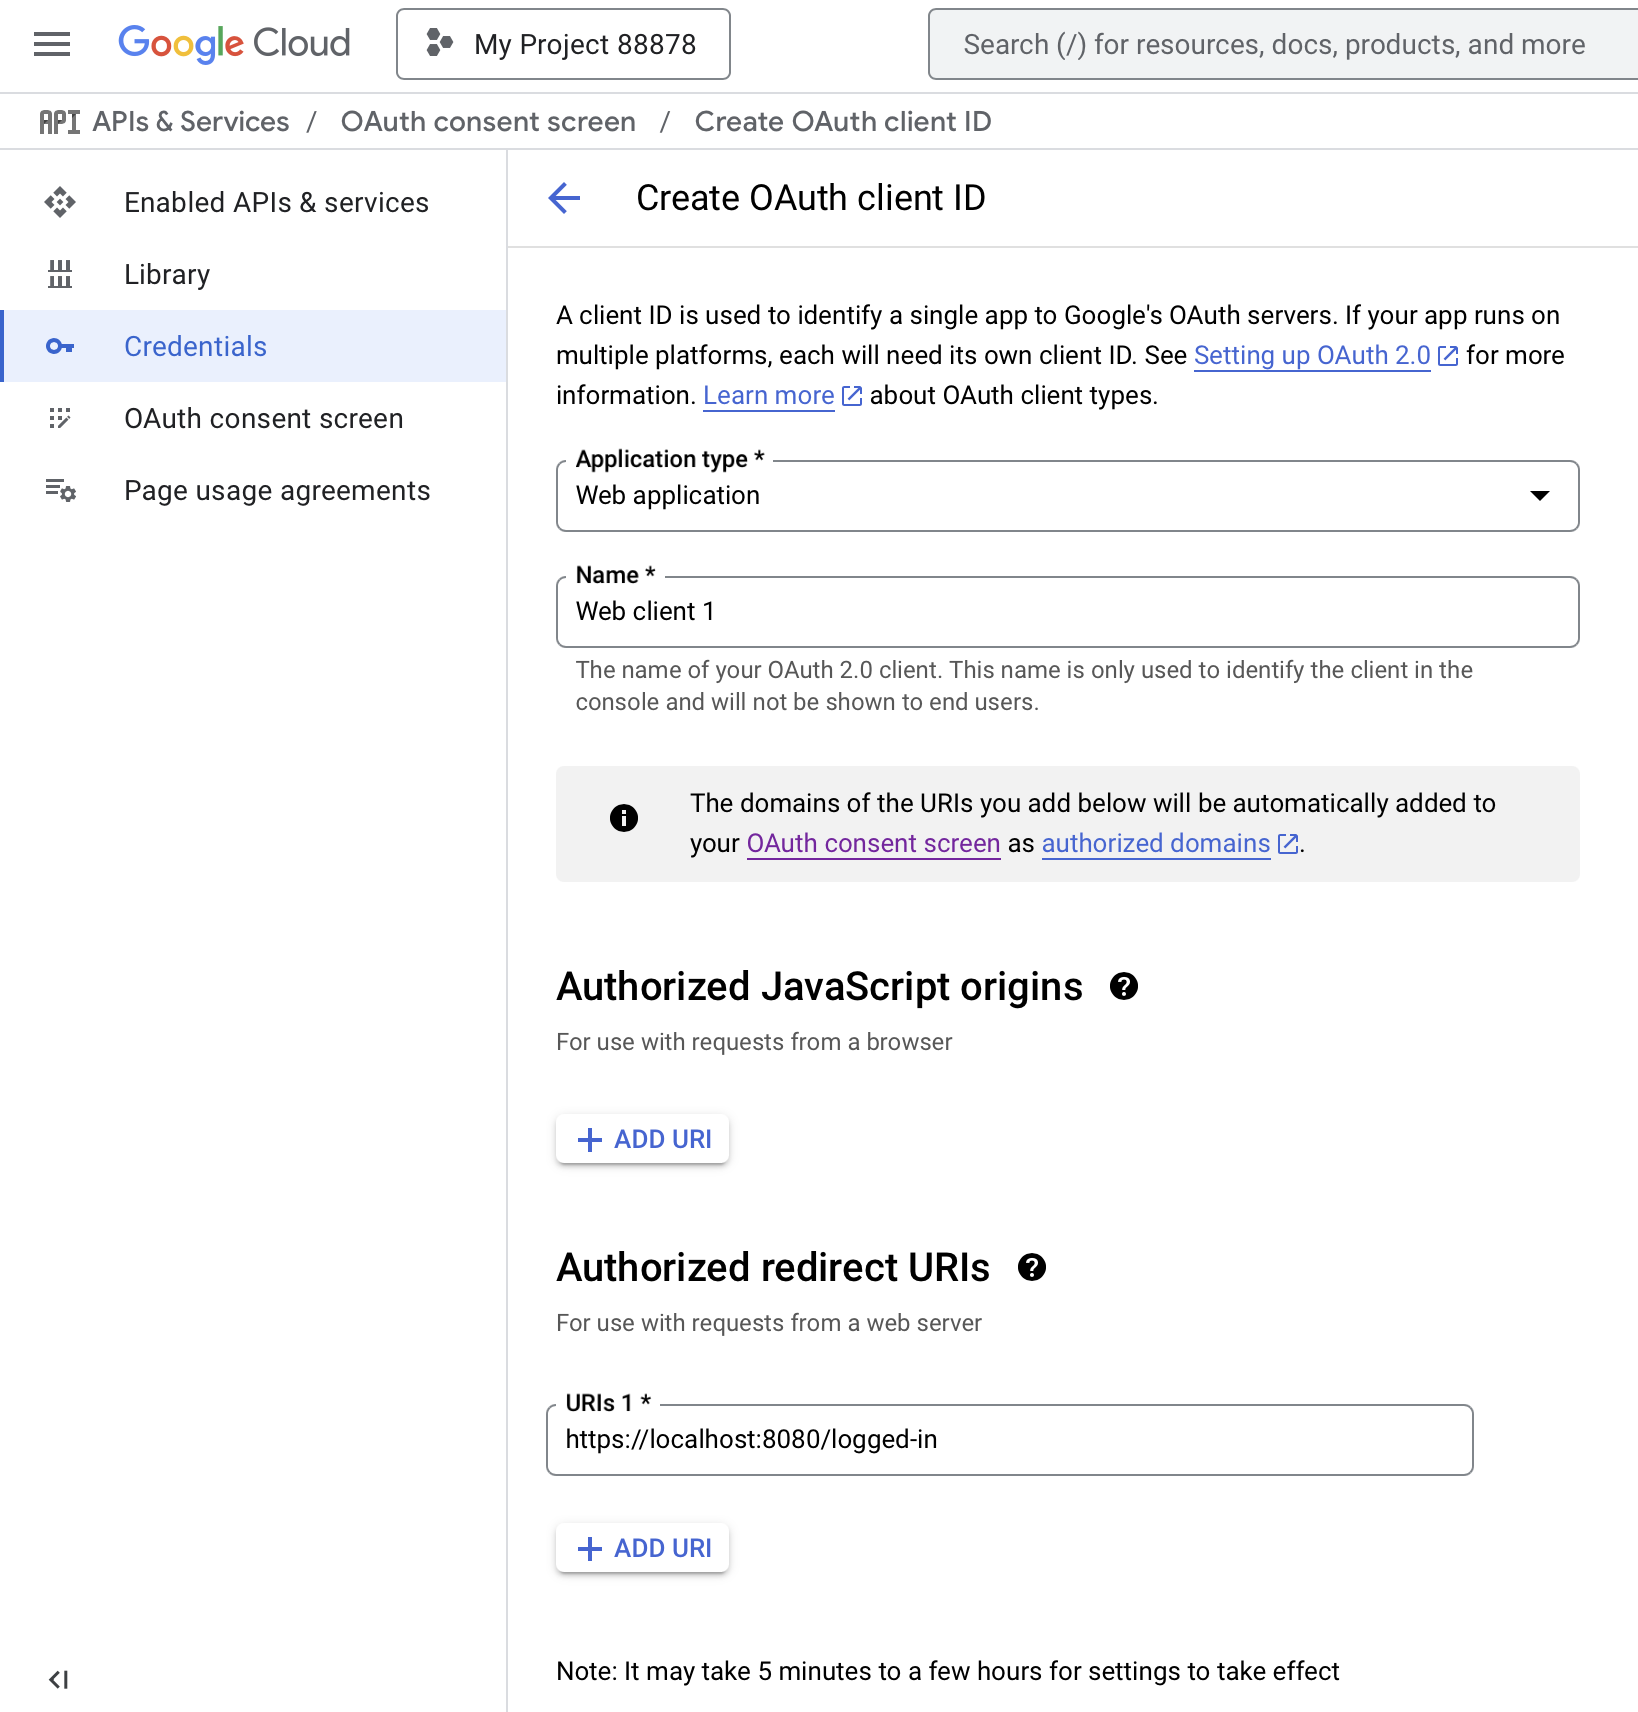 Google Cloud
My Project 88878
Search (/) for resources, docs, products, and more
API APIs & Services / OAuth consent screen / Create OAuth client ID
Enabled APIs & services
Library
Credentials
OAuth consent screen
Page usage agreements
Create OAuth client ID
A client ID is used to identify a single app to Google's OAuth servers. If your app runs on
multiple platforms, each will need its own client ID. See Setting up OAuth 2.0 for more
information. Learn more about OAuth client types.
Application type *
Web application
Name *
Web client 1
The name of your OAuth 2.0 client. This name is only used to identify the client in the
console and will not be shown to end users.
The domains of the URIs you add below will be automatically added to
your OAuth consent screen as authorized domains.
Authorized JavaScript origins
For use with requests from a browser
+ ADD URI
Authorized redirect URIs
For use with requests from a web server
URIs 1 *
https://localhost:8080/logged-in
+ ADD URI
Note: It may take 5 minutes to a few hours for settings to take effect